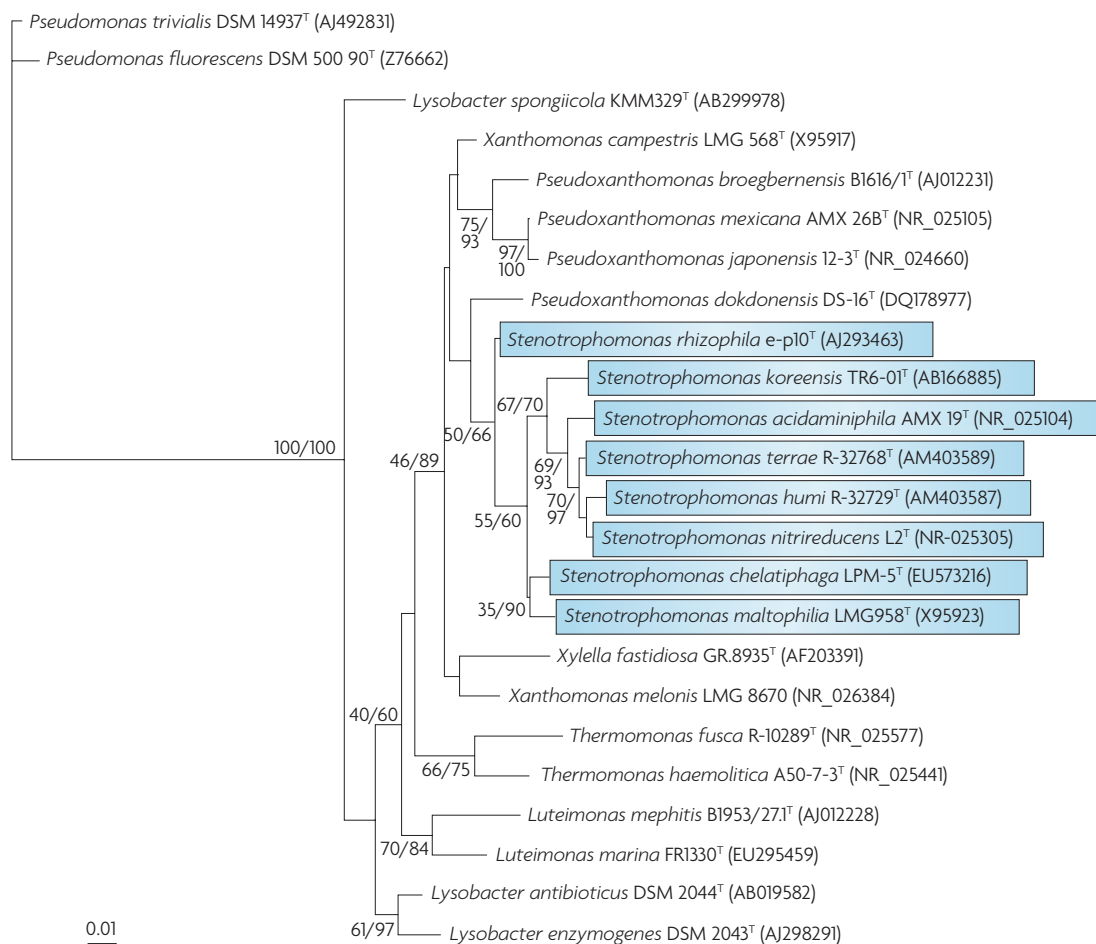 Pseudomonas trivialis DSM 14937ᵀ (AJ492831)
Pseudomonas fluorescens DSM 500 90ᵀ (Z76662)
Lysobacter spongiicola KMM329ᵀ (AB299978)
Xanthomonas campestris LMG 568ᵀ (X95917)
Pseudoxanthomonas broegbernensis B1616/1ᵀ (AJ012231)
75/
93
Pseudoxanthomonas mexicana AMX 26Bᵀ (NR_025105)
97/
100
Pseudoxanthomonas japonensis 12-3ᵀ (NR_024660)
Pseudoxanthomonas dokdonensis DS-16ᵀ (DQ178977)
Stenotrophomonas rhizophila e-p10ᵀ (AJ293463)
Stenotrophomonas koreensis TR6-01ᵀ (AB166885)
67/70
Stenotrophomonas acidaminiphila AMX 19ᵀ (NR_025104)
50/66
100/100
46/89
69/
93
Stenotrophomonas terrae R-32768ᵀ (AM403589)
70/
97
Stenotrophomonas humi R-32729ᵀ (AM403587)
55/60
Stenotrophomonas nitrireducens L2ᵀ (NR-025305)
Stenotrophomonas chelatiphaga LPM-5ᵀ (EU573216)
35/90
Stenotrophomonas maltophilia LMG958ᵀ (X95923)
Xylella fastidiosa GR.8935ᵀ (AF203391)
Xanthomonas melonis LMG 8670 (NR_026384)
40/60
Thermomonas fusca R-10289ᵀ (NR_025577)
66/75
Thermomonas haemolitica A50-7-3ᵀ (NR_025441)
Luteimonas mephitis B1953/27.1ᵀ (AJ012228)
70/84
Luteimonas marina FR1330ᵀ (EU295459)
Lysobacter antibioticus DSM 2044ᵀ (AB019582)
61/97
0.01
Lysobacter enzymogenes DSM 2043ᵀ (AJ298291)